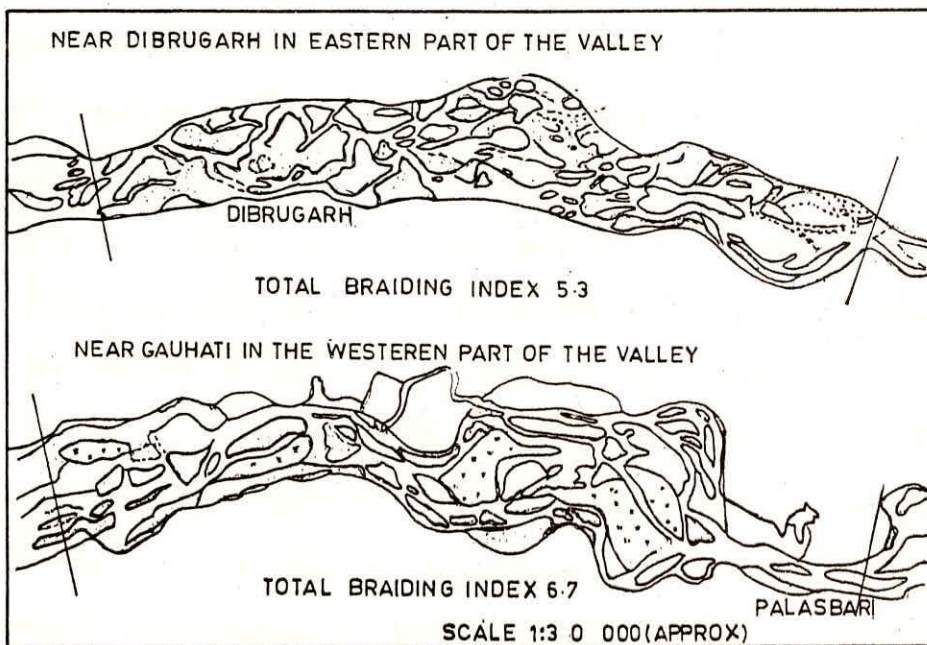 NEAR DIBRUGARH IN EASTERN PART OF THE VALLEY
DIBRUGARH
TOTAL BRAIDING INDEX 5.3
NEAR GAUHATI IN THE WESTEREN PART OF THE VALLEY
TOTAL BRAIDING INDEX 6.7
PALASBARI
SCALE 1:3 0 000(APPROX)